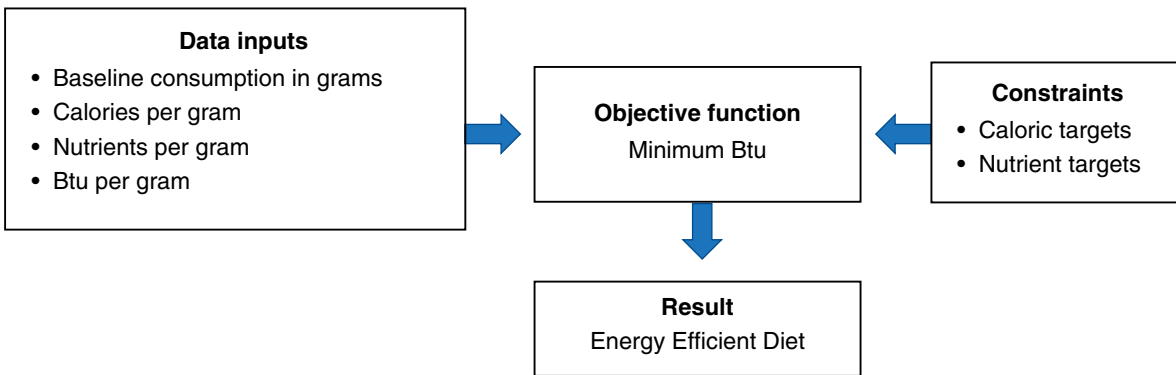 Data inputs
• Baseline consumption in grams
• Calories per gram
• Nutrients per gram
• Btu per gram
Objective function
Minimum Btu
Constraints
• Caloric targets
• Nutrient targets
Result
Energy Efficient Diet